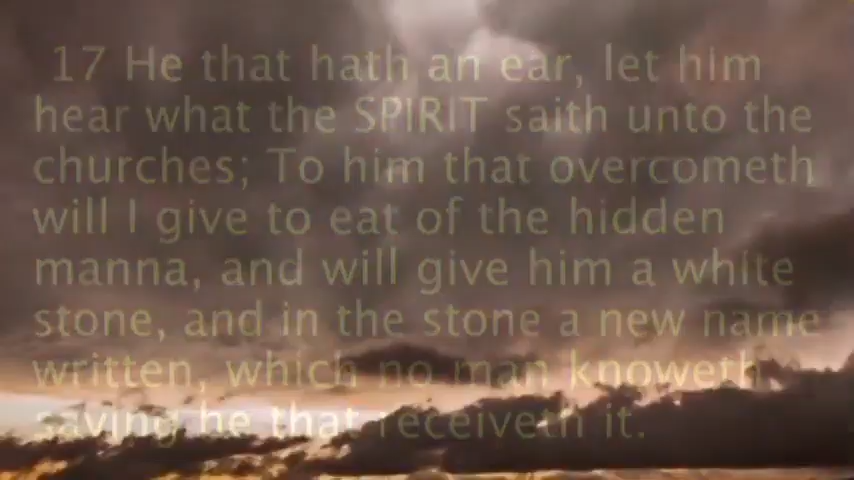 17 He that hath an ear, let him
hear what the SPIRIT saith unto the
churches; To him that overcometh
will I give to eat of the hidden
manna, and will give him a white
stone, and in the stone a new name
written, which no man knoweth
saving he that receiveth it.